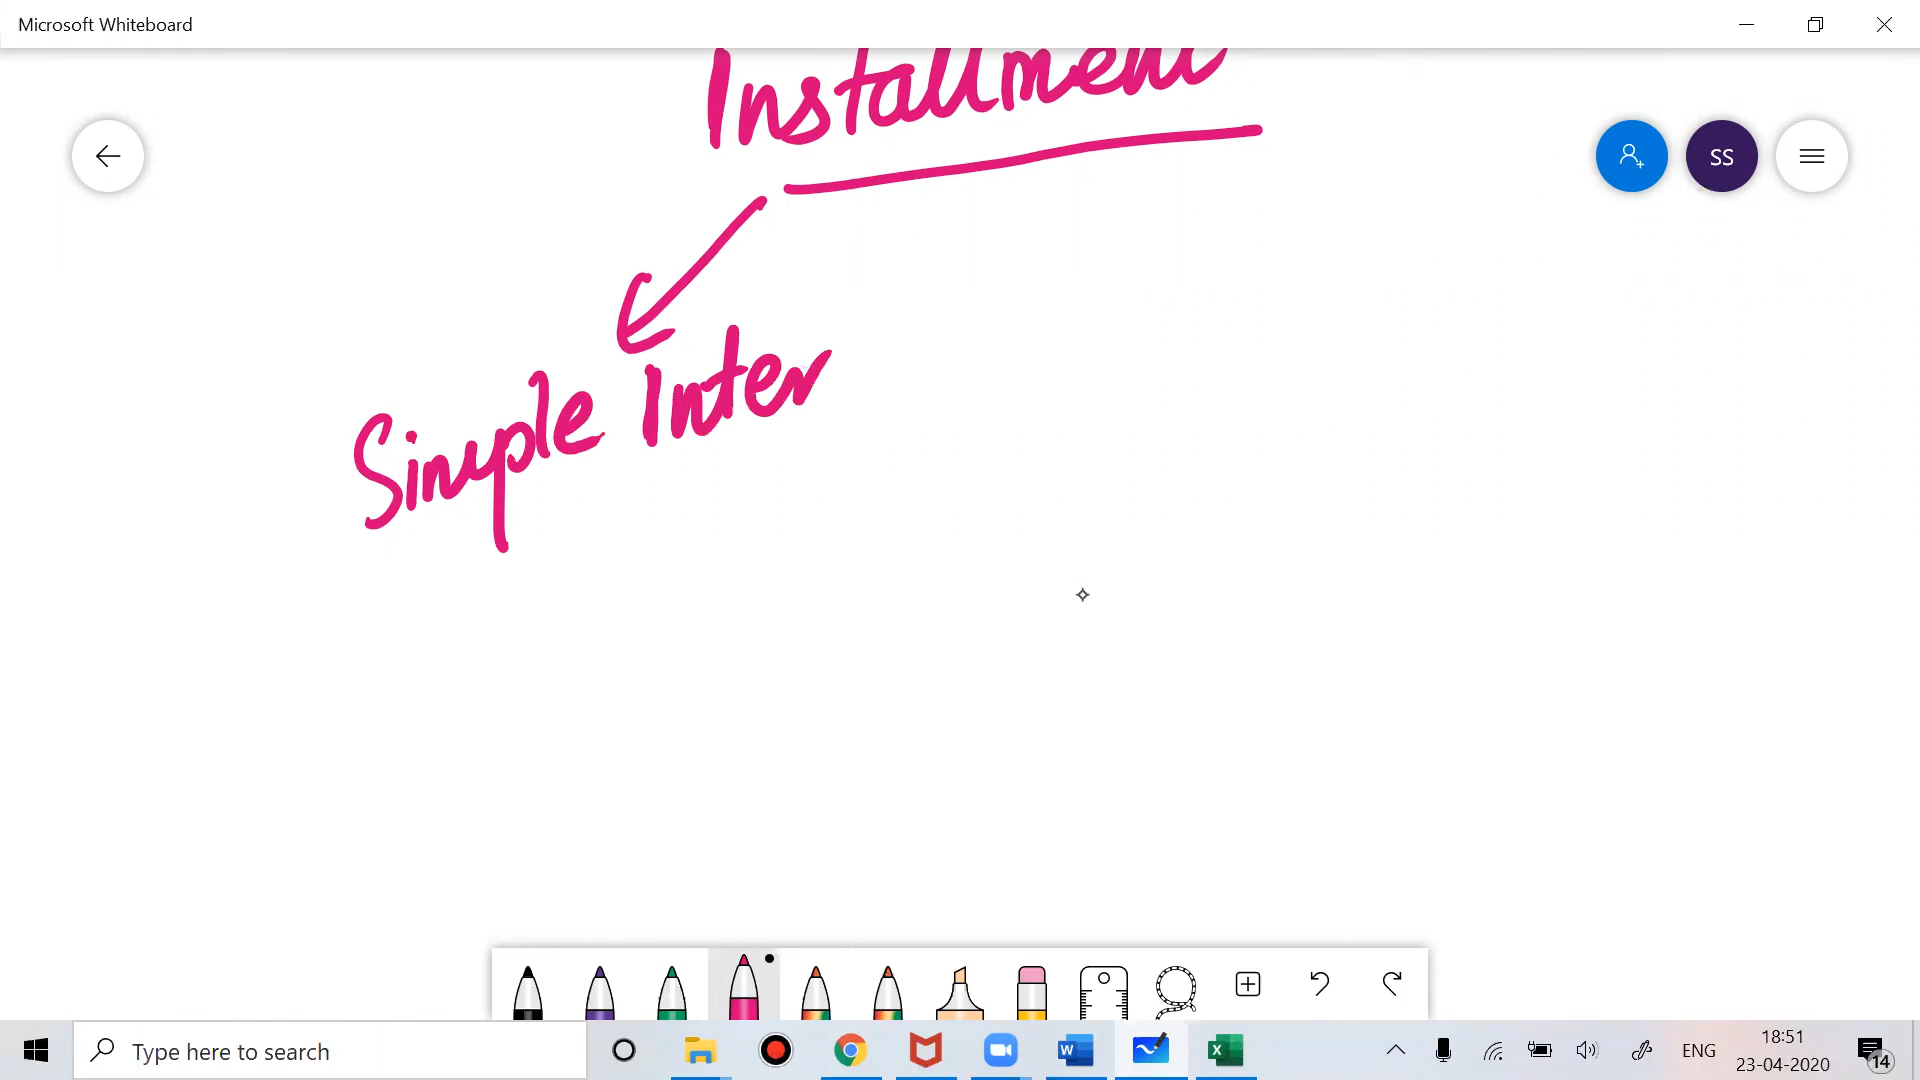 Microsoft Whiteboard
Installment
SS
Simple Inter
Type here to search
ENG
18:51
23-04-2020
14